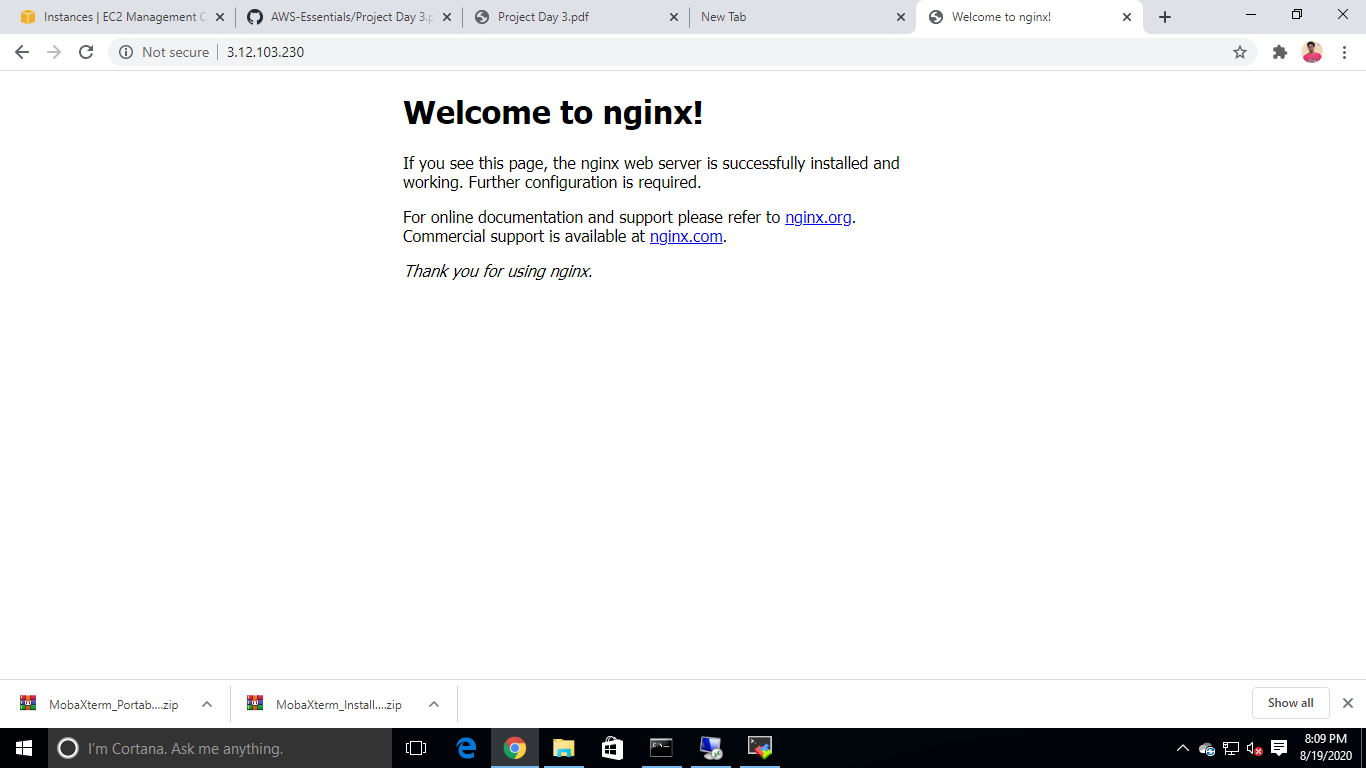 Instances | EC2 Management C
AWS-Essentials/Project Day 3.p
Project Day 3.pdf
New Tab
Welcome to nginx!
Not secure
3.12.103.230
Welcome to nginx!
If you see this page, the nginx web server is successfully installed and
working. Further configuration is required.
For online documentation and support please refer to nginx.org.
Commercial support is available at nginx.com.
Thank you for using nginx.
MobaXterm_Portab....zip
MobaXterm_Install....zip
Show all
I'm Cortana. Ask me anything.
8:09 PM
8/19/2020